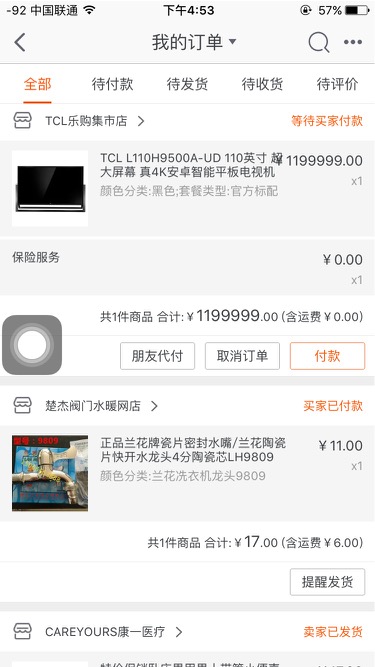 -92 中国联通 下午4:53 57%
我的订单
全部 待付款 待发货 待收货 待评价
TCL乐购集市店 等待买家付款
TCL L110H9500A-UD 110英寸 超 ¥1199999.00
大屏幕 真4K安卓智能平板电视机 x1
颜色分类:黑色;套餐类型:官方标配
保险服务 ¥0.00
x1
共1件商品 合计:¥1199999.00 (含运费¥0.00)
朋友代付 取消订单 付款
楚杰阀门水暖网店 买家已付款
型号：9809
正品兰花牌瓷片密封水嘴/兰花陶瓷 ¥11.00
片快开水龙头4分陶瓷芯LH9809 x1
颜色分类:兰花洗衣机龙头9809
共1件商品 合计:¥17.00 (含运费¥6.00)
提醒发货
CAREYOURS康一医疗 卖家已发货